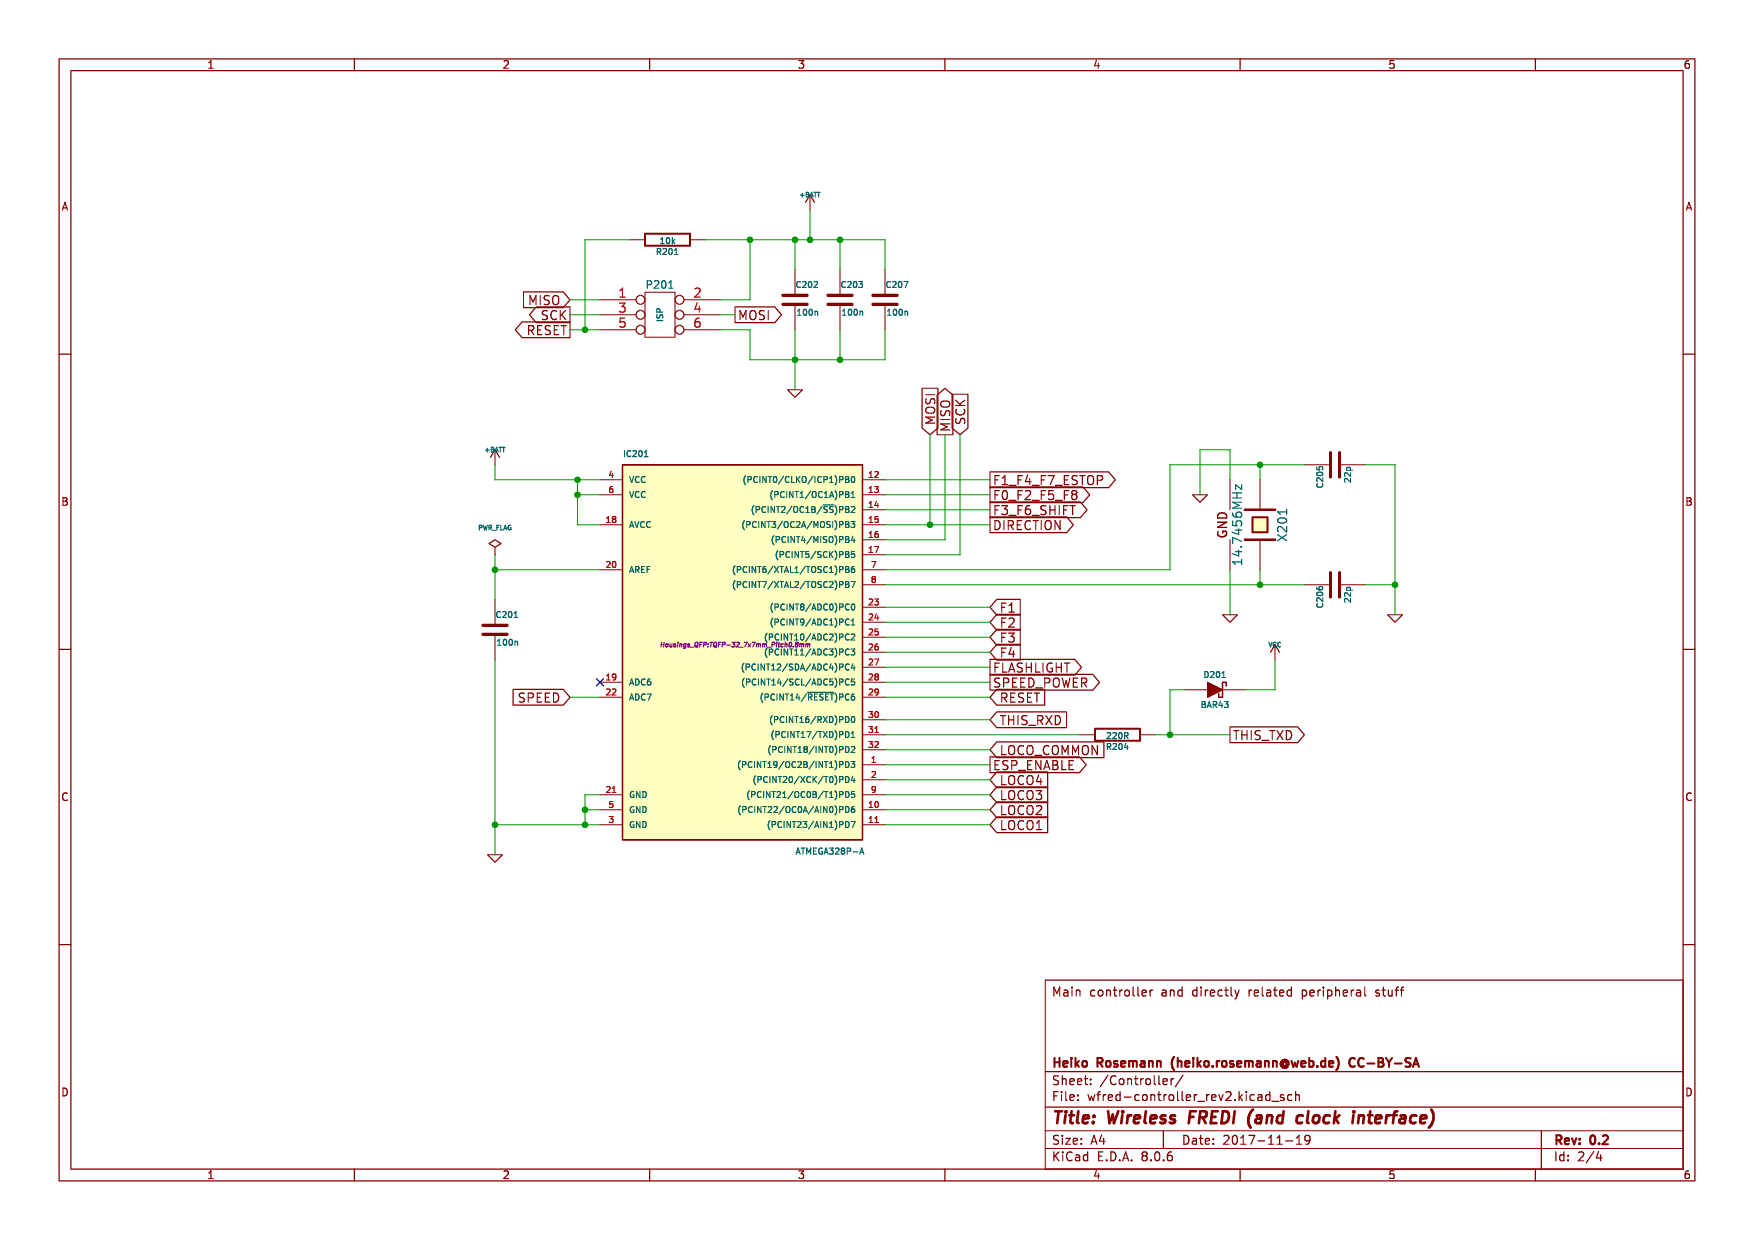 1 2 3 4 5 6
A A
B B
C C
D D
+BATT
10k
R201
P201
ISP
MISO 1 2
SCK 3 4 MOSI
RESET 5 6
C202
100n
C203
100n
C207
100n
MOSI
MISO
SCK
+BATT
PWR_FLAG
C201
100n
SPEED
IC201
4 VCC
6 VCC
18 AVCC
20 AREF
19 ADC6
22 ADC7
21 GND
5 GND
3 GND
Housings_QFP:TQFP-32_7x7mm_Pitch0.8mm
(PCINT0/CLKO/ICP1)PB0 12 F1_F4_F7_ESTOP
(PCINT1/OC1A)PB1 13 F0_F2_F5_F8
(PCINT2/OC1B/SS)PB2 14 F3_F6_SHIFT
(PCINT3/OC2A/MOSI)PB3 15 DIRECTION
(PCINT4/MISO)PB4 16
(PCINT5/SCK)PB5 17
(PCINT6/XTAL1/TOSC1)PB6 7
(PCINT7/XTAL2/TOSC2)PB7 8
(PCINT8/ADC0)PC0 23 F1
(PCINT9/ADC1)PC1 24 F2
(PCINT10/ADC2)PC2 25 F3
(PCINT11/ADC3)PC3 26 F4
(PCINT12/SDA/ADC4)PC4 27 FLASHLIGHT
(PCINT14/SCL/ADC5)PC5 28 SPEED_POWER
(PCINT14/RESET)PC6 29 RESET
(PCINT16/RXD)PD0 30 THIS_RXD
(PCINT17/TXD)PD1 31
(PCINT18/INT0)PD2 32 LOCO_COMMON
(PCINT19/OC2B/INT1)PD3 1 ESP_ENABLE
(PCINT20/XCK/T0)PD4 2 LOCO4
(PCINT21/OC0B/T1)PD5 9 LOCO3
(PCINT22/OC0A/AIN0)PD6 10 LOCO2
(PCINT23/AIN1)PD7 11 LOCO1
ATMEGA328P-A
GND
14.7456MHz
X201
C205
22p
C206
22p
VCC
D201
BAR43
220R
R204
THIS_TXD
Main controller and directly related peripheral stuff
Heiko Rosemann (heiko.rosemann@web.de) CC-BY-SA
Sheet: /Controller/
File: wfred-controller_rev2.kicad_sch
Title: Wireless FREDI (and clock interface)
Size: A4 Date: 2017-11-19 Rev: 0.2
KiCad E.D.A. 8.0.6 Id: 2/4
1 2 3 4 5 6